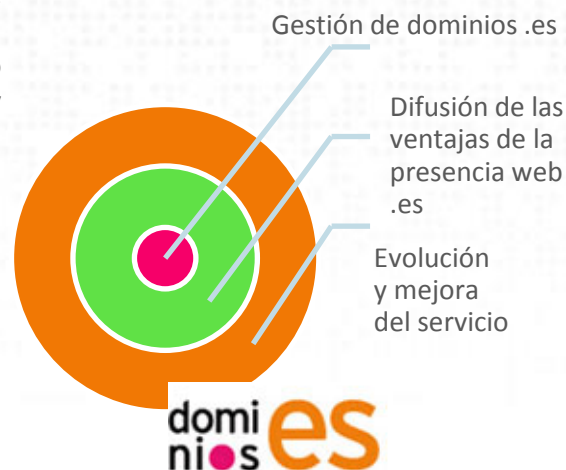 Gestión de dominios .es
Difusión de las
ventajas de la
presencia web
.es
Evolución
y mejora
del servicio
domi
nios
es